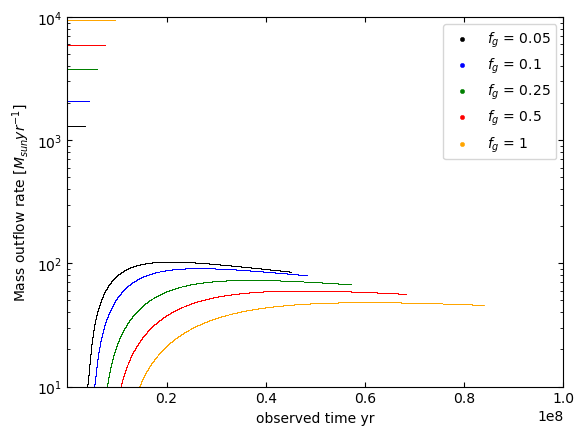 10^4
10^3
10^2
10^1
Mass outflow rate [M_{sun}yr^{-1}]
f_g = 0.05
f_g = 0.1
f_g = 0.25
f_g = 0.5
f_g = 1
0.2 0.4 0.6 0.8 1.0
1e8
observed time yr